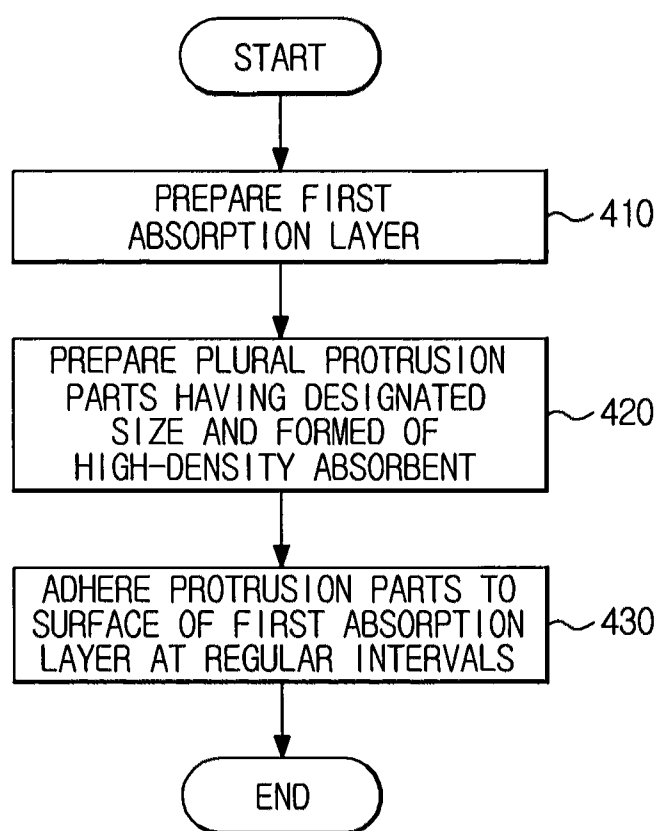 START
PREPARE FIRST
ABSORPTION LAYER
410
PREPARE PLURAL PROTRUSION
PARTS HAVING DESIGNATED
SIZE AND FORMED OF
HIGH-DENSITY ABSORBENT
420
ADHERE PROTRUSION PARTS TO
SURFACE OF FIRST ABSORPTION
LAYER AT REGULAR INTERVALS
430
END